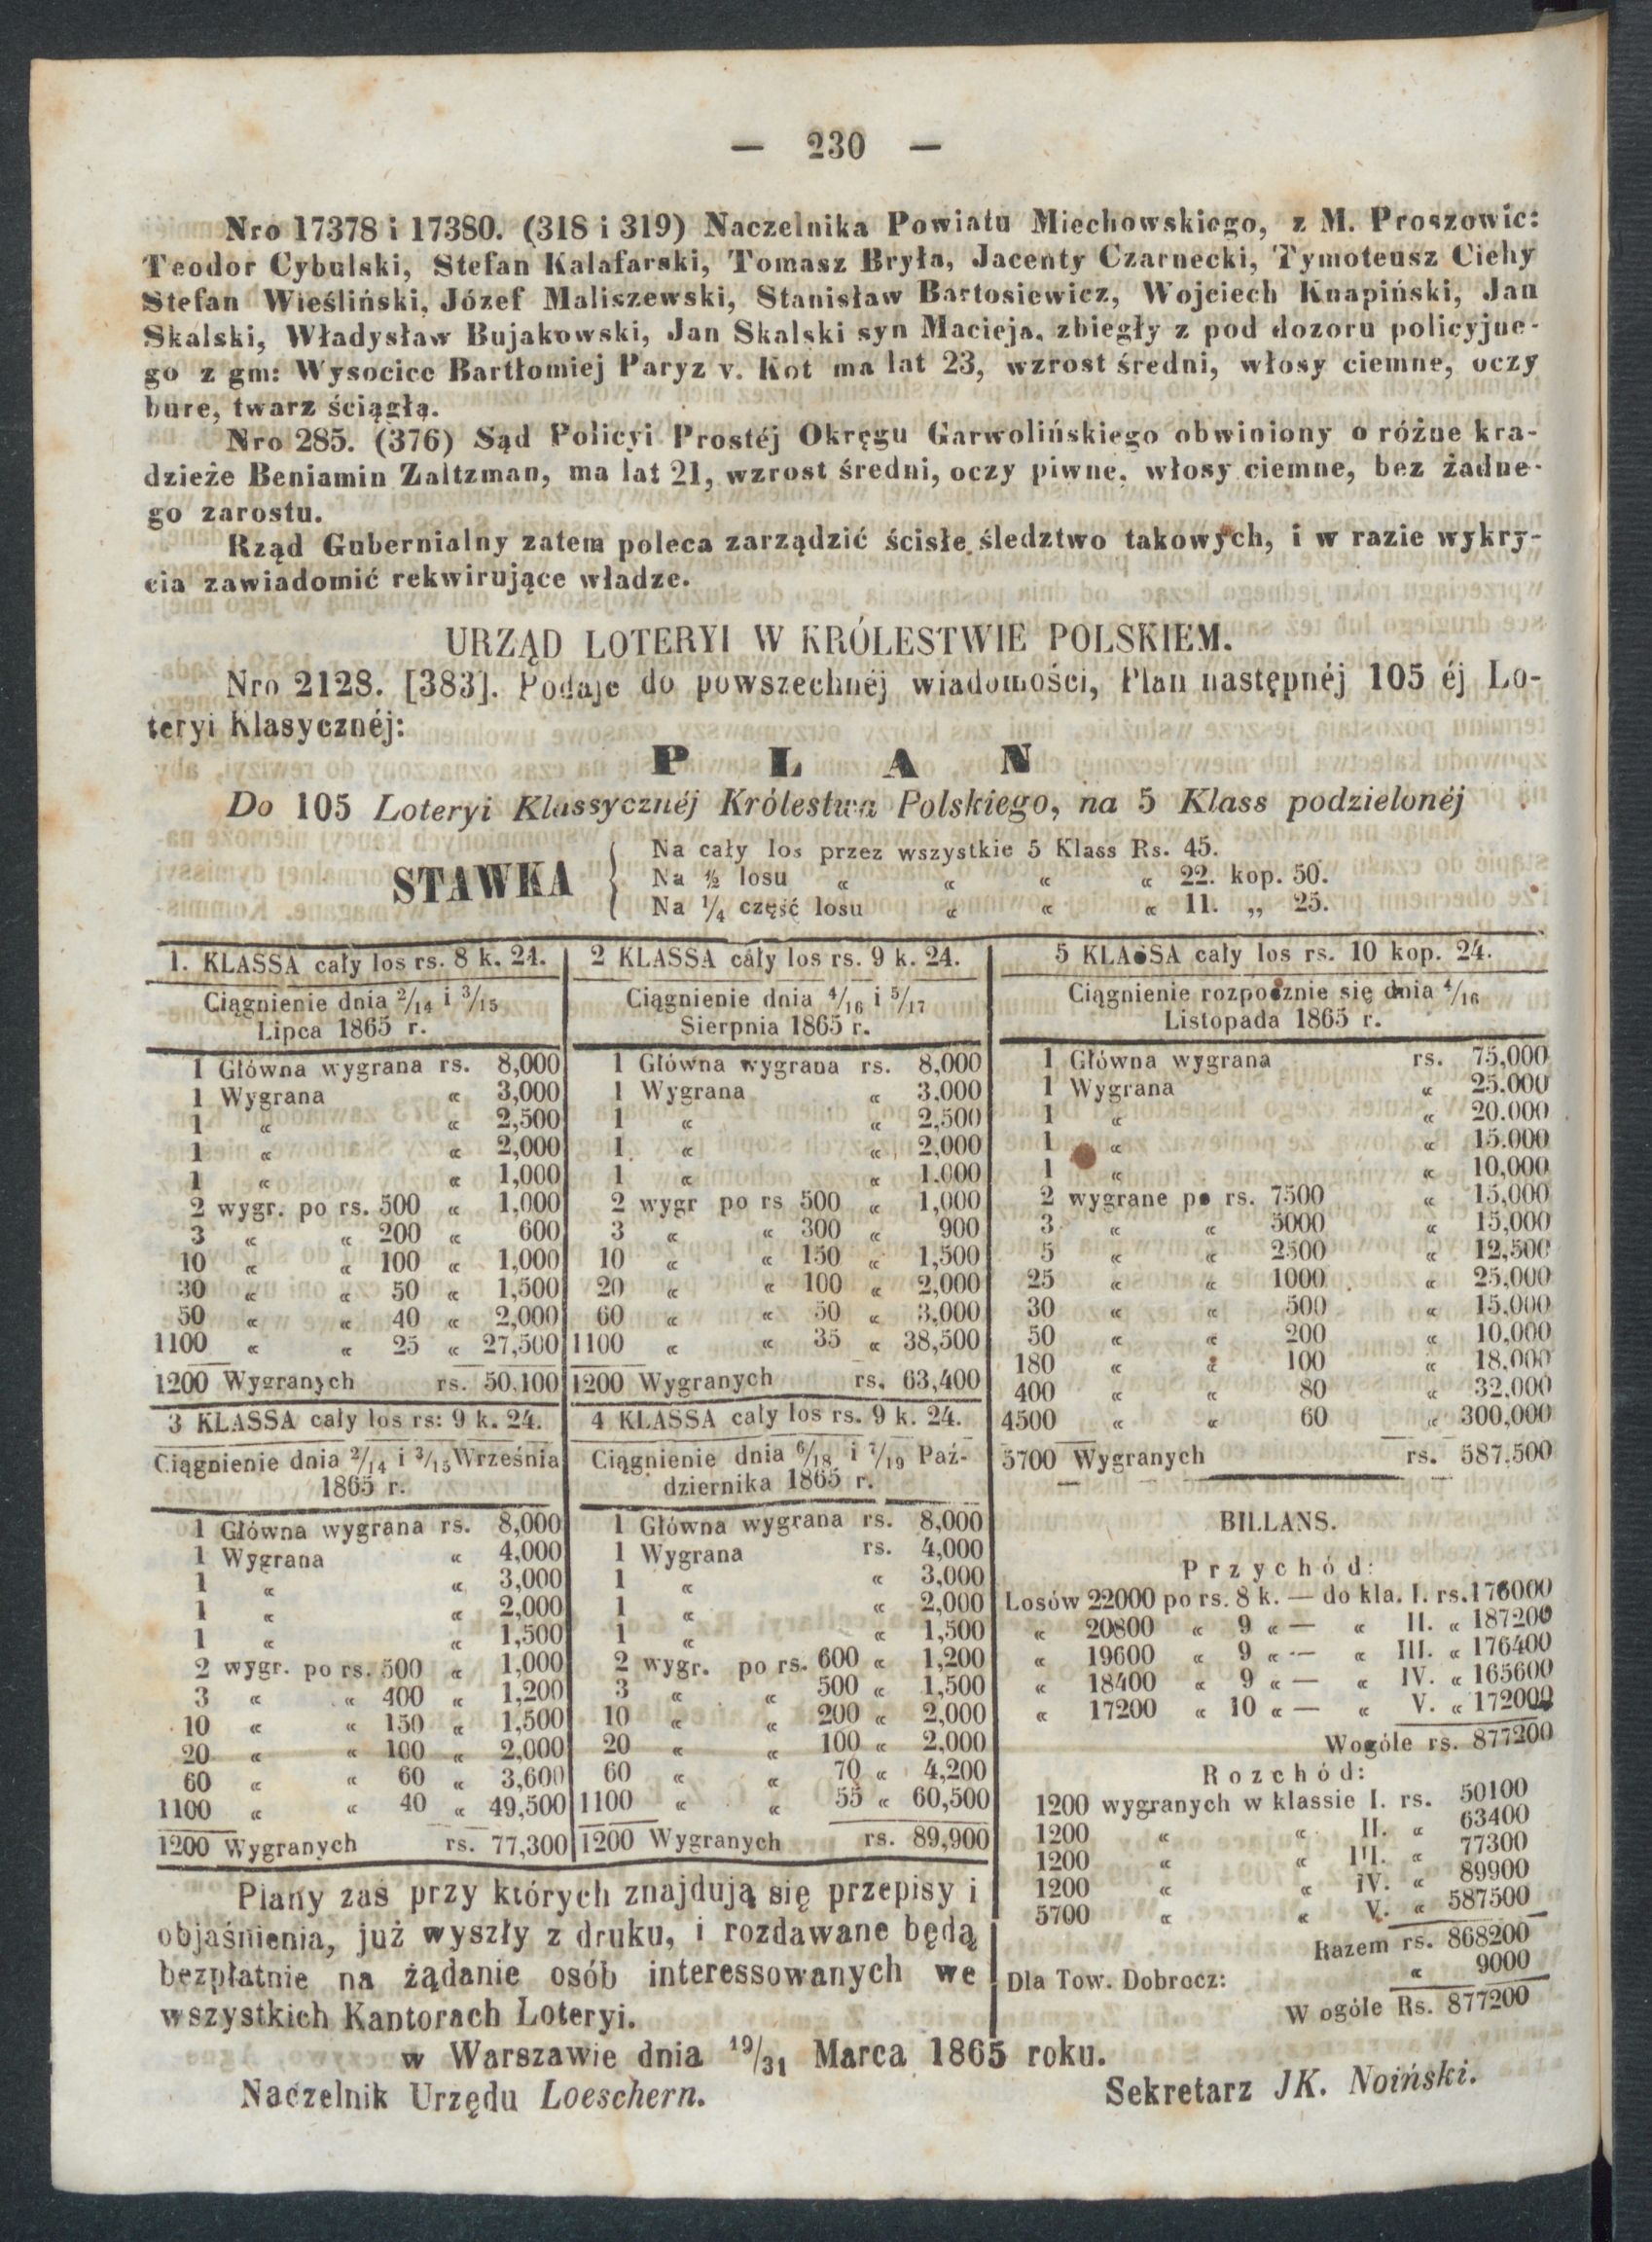 — 230 —
Nro 17378 i 17380. (318 i 319) Naczelnika Powiatu Miechowskiego, z M. Proszowic:
Teodor Cybulski, Stefan Kalafarski, Tomasz Bryła, Jacenty Czarnecki, Tymoteusz Ciehy
Stefan Wieśliński, Józef Maliszewski, Stanisław Bartosiewicz, Wojciech Knapiński, Jan
Skalski, Władysław Bujakowski, Jan Skalski syn Macieja, zbiegły z pod dozoru policyjne-
go z gm: Wysocice Bartłomiej Paryz v. Kot ma lat 23, wzrost średni, włosy ciemne, oczy
bure, twarz ściągłą.
Nro 285. (376) Sąd Policyi Prostéj Okręgu Garwolińskiego obwiniony o różne kra-
dzieże Beniamin Zaltzman, ma lat 21, wzrost średni, oczy piwne, włosy ciemne, bez żadne-
go zarostu.
Rząd Gubernialny zatem poleca zarządzić ścisłe śledztwo takowych, i w razie wykry-
cia zawiadomić rekwirujące władze.
URZĄD LOTERYI W KRÓLESTWIE POLSKIEM.
Nro 2128. [383]. Podaje do powszechnéj wiadomości, Plan następnéj 105 éj Lo-
teryi Klasycznéj:
P L A N
Do 105 Loteryi Klassycznéj Królestwa Polskiego, na 5 Klass podzielonéj
STAWKA
Na cały los przez wszystkie 5 Klass Rs. 45.
Na ½ losu « « « « 22. kop. 50.
Na ¼ część losu « « « 11. „ 25.
1. KLASSA cały los rs. 8 k. 24.
Ciągnienie dnia 2/14 i 3/15
Lipca 1865 r.
1 Główna wygrana rs. 8,000
1 Wygrana « 3,000
1 « « 2,500
1 « « 2,000
1 « « 1,000
2 wygr. po rs. 500 « 1,000
3 « « 200 « 600
10 « « 100 « 1,000
30 « « 50 « 1,500
50 « « 40 « 2,000
1100 « « 25 « 27,500
1200 Wygranych rs. 50,100
2 KLASSA cały los rs. 9 k. 24.
Ciągnienie dnia 4/16 i 5/17
Sierpnia 1865 r.
1 Główna wygrana rs. 8,000
1 Wygrana « 3.000
1 « « 2,500
1 « « 2,000
1 « « 1.000
2 wygr po rs 500 « 1,000
3 « « 300 « 900
10 « « 150 « 1,500
20 « « 100 « 2,000
60 « « 50 « 3,000
1100 « « 35 « 38,500
1200 Wygranych rs. 63,400
3 KLASSA cały los rs: 9 k. 24.
Ciągnienie dnia 2/14 i 3/15 Września
1865 r.
1 Główna wygrana rs. 8,000
1 Wygrana « 4,000
1 « « 3,000
1 « « 2,000
1 « « 1,500
2 wygr. po rs. 500 « 1,000
3 « « 400 « 1,200
10 « « 150 « 1,500
20 « « 100 « 2,000
60 « « 60 « 3,600
1100 « « 40 « 49,500
1200 Wygranych rs. 77,300
4 KLASSA cały los rs. 9 k. 24.
Ciągnienie dnia 6/18 i 7/19 Paź-
dziernika 1865 r.
1 Główna wygrana rs. 8,000
1 Wygrana rs. 4,000
1 « « 3,000
1 « « 2,000
1 « « 1,500
2 wygr. po rs. 600 « 1,200
3 « « 500 « 1,500
10 « « 200 « 2,000
20 « « 100 « 2,000
60 « « 70 « 4,200
1100 « « 55 « 60,500
1200 Wygranych rs. 89,900
Plany zaś przy których znajdują się przepisy i
objaśnienia, już wyszły z druku, i rozdawane będą
bezpłatnie na żądanie osób interessowanych we
wszystkich Kantorach Loteryi.
5 KLASSA cały los rs. 10 kop. 24.
Ciągnienie rozpocznie się dnia 4/16
Listopada 1865 r.
1 Główna wygrana rs. 75,000
1 Wygrana « 25.000
1 « « 20.000
1 « « 15.000
1 « « 10,000
2 wygrane po rs. 7500 « 15,000
3 « « 5000 « 15,000
5 « « 2500 « 12,500
25 « « 1000 « 25,000
30 « « 500 « 15,000
50 « « 200 « 10,000
180 « « 100 « 18,000
400 « « 80 « 32,000
4500 « « 60 « 300,000
5700 Wygranych rs. 587,500
BILLANS.
Przychód:
Losów 22000 po rs. 8 k. — do kla. I. rs. 176000
« 20800 « 9 « — « II. « 187200
« 19600 « 9 « — « III. « 176400
« 18400 « 9 « — « IV. « 165600
« 17200 « 10 « — « V. « 172000
Wogóle rs. 877200
Rozchód:
1200 wygranych w klassie I. rs. 50100
1200 « « II. « 63400
1200 « « III. « 77300
1200 « « IV. « 89900
5700 « « V. « 587500
Razem rs. 868200
Dla Tow. Dobrocz: « 9000
W ogóle Rs. 877200
w Warszawie dnia 19/31 Marca 1865 roku.
Naczelnik Urzędu Loeschern. Sekretarz JK. Noiński.